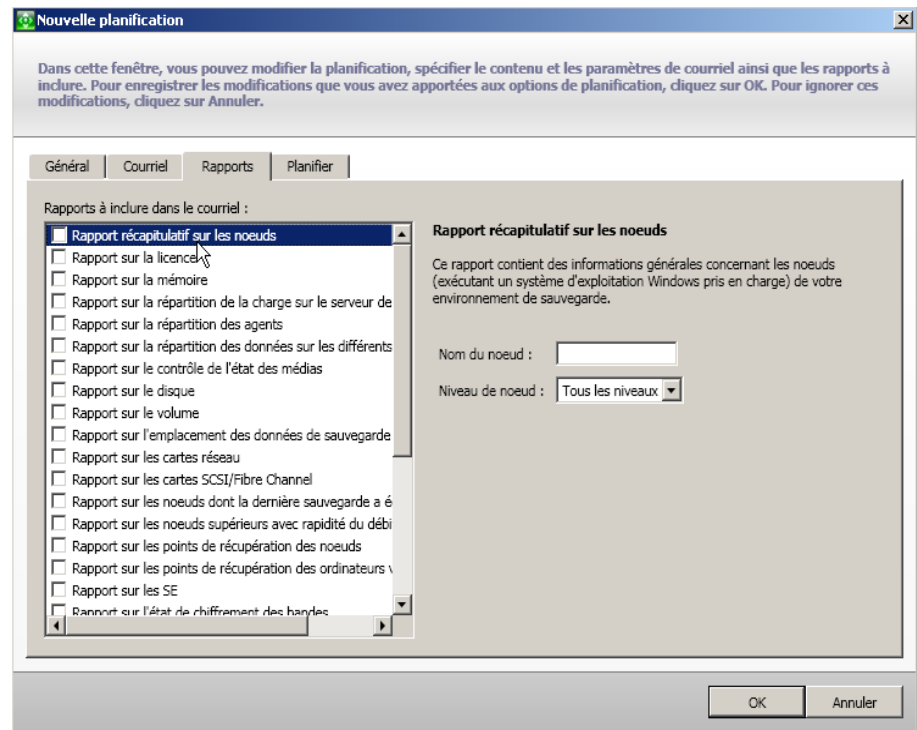 Nouvelle planification
Dans cette fenêtre, vous pouvez modifier la planification, spécifier le contenu et les paramètres de courriel ainsi que les rapports à
inclure. Pour enregistrer les modifications que vous avez apportées aux options de planification, cliquez sur OK. Pour ignorer ces
modifications, cliquez sur Annuler.
Général Courriel Rapports Planifier
Rapports à inclure dans le courriel :
Rapport récapitulatif sur les noeuds
Rapport sur la licence
Rapport sur la mémoire
Rapport sur la répartition de la charge sur le serveur de
Rapport sur la répartition des agents
Rapport sur la répartition des données sur les différents
Rapport sur le contrôle de l'état des médias
Rapport sur le disque
Rapport sur le volume
Rapport sur l'emplacement des données de sauvegarde
Rapport sur les cartes réseau
Rapport sur les cartes SCSI/Fibre Channel
Rapport sur les noeuds dont la dernière sauvegarde a é
Rapport sur les noeuds supérieurs avec rapidité du débi
Rapport sur les points de récupération des noeuds
Rapport sur les points de récupération des ordinateurs v
Rapport sur les SE
Rapport sur l'état de chiffrement des bandes
Rapport récapitulatif sur les noeuds
Ce rapport contient des informations générales concernant les noeuds
(exécutant un système d'exploitation Windows pris en charge) de votre
environnement de sauvegarde.
Nom du noeud :
Niveau de noeud : Tous les niveaux
OK Annuler